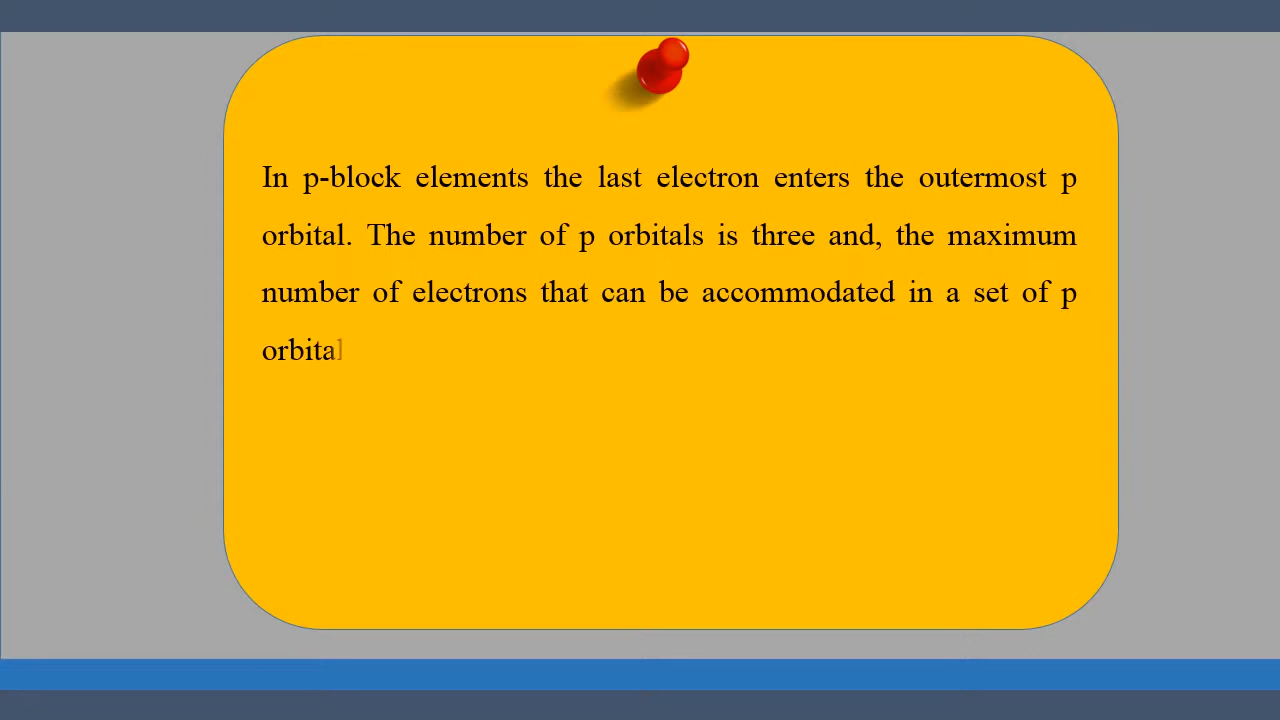 In p-block elements the last electron enters the outermost p
orbital. The number of p orbitals is three and, the maximum
number of electrons that can be accommodated in a set of p
orbital